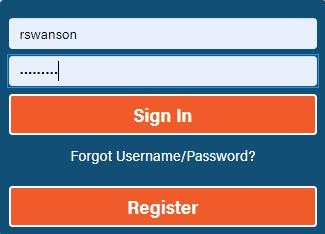 rswanson
.........
Sign In
Forgot Username/Password?
Register